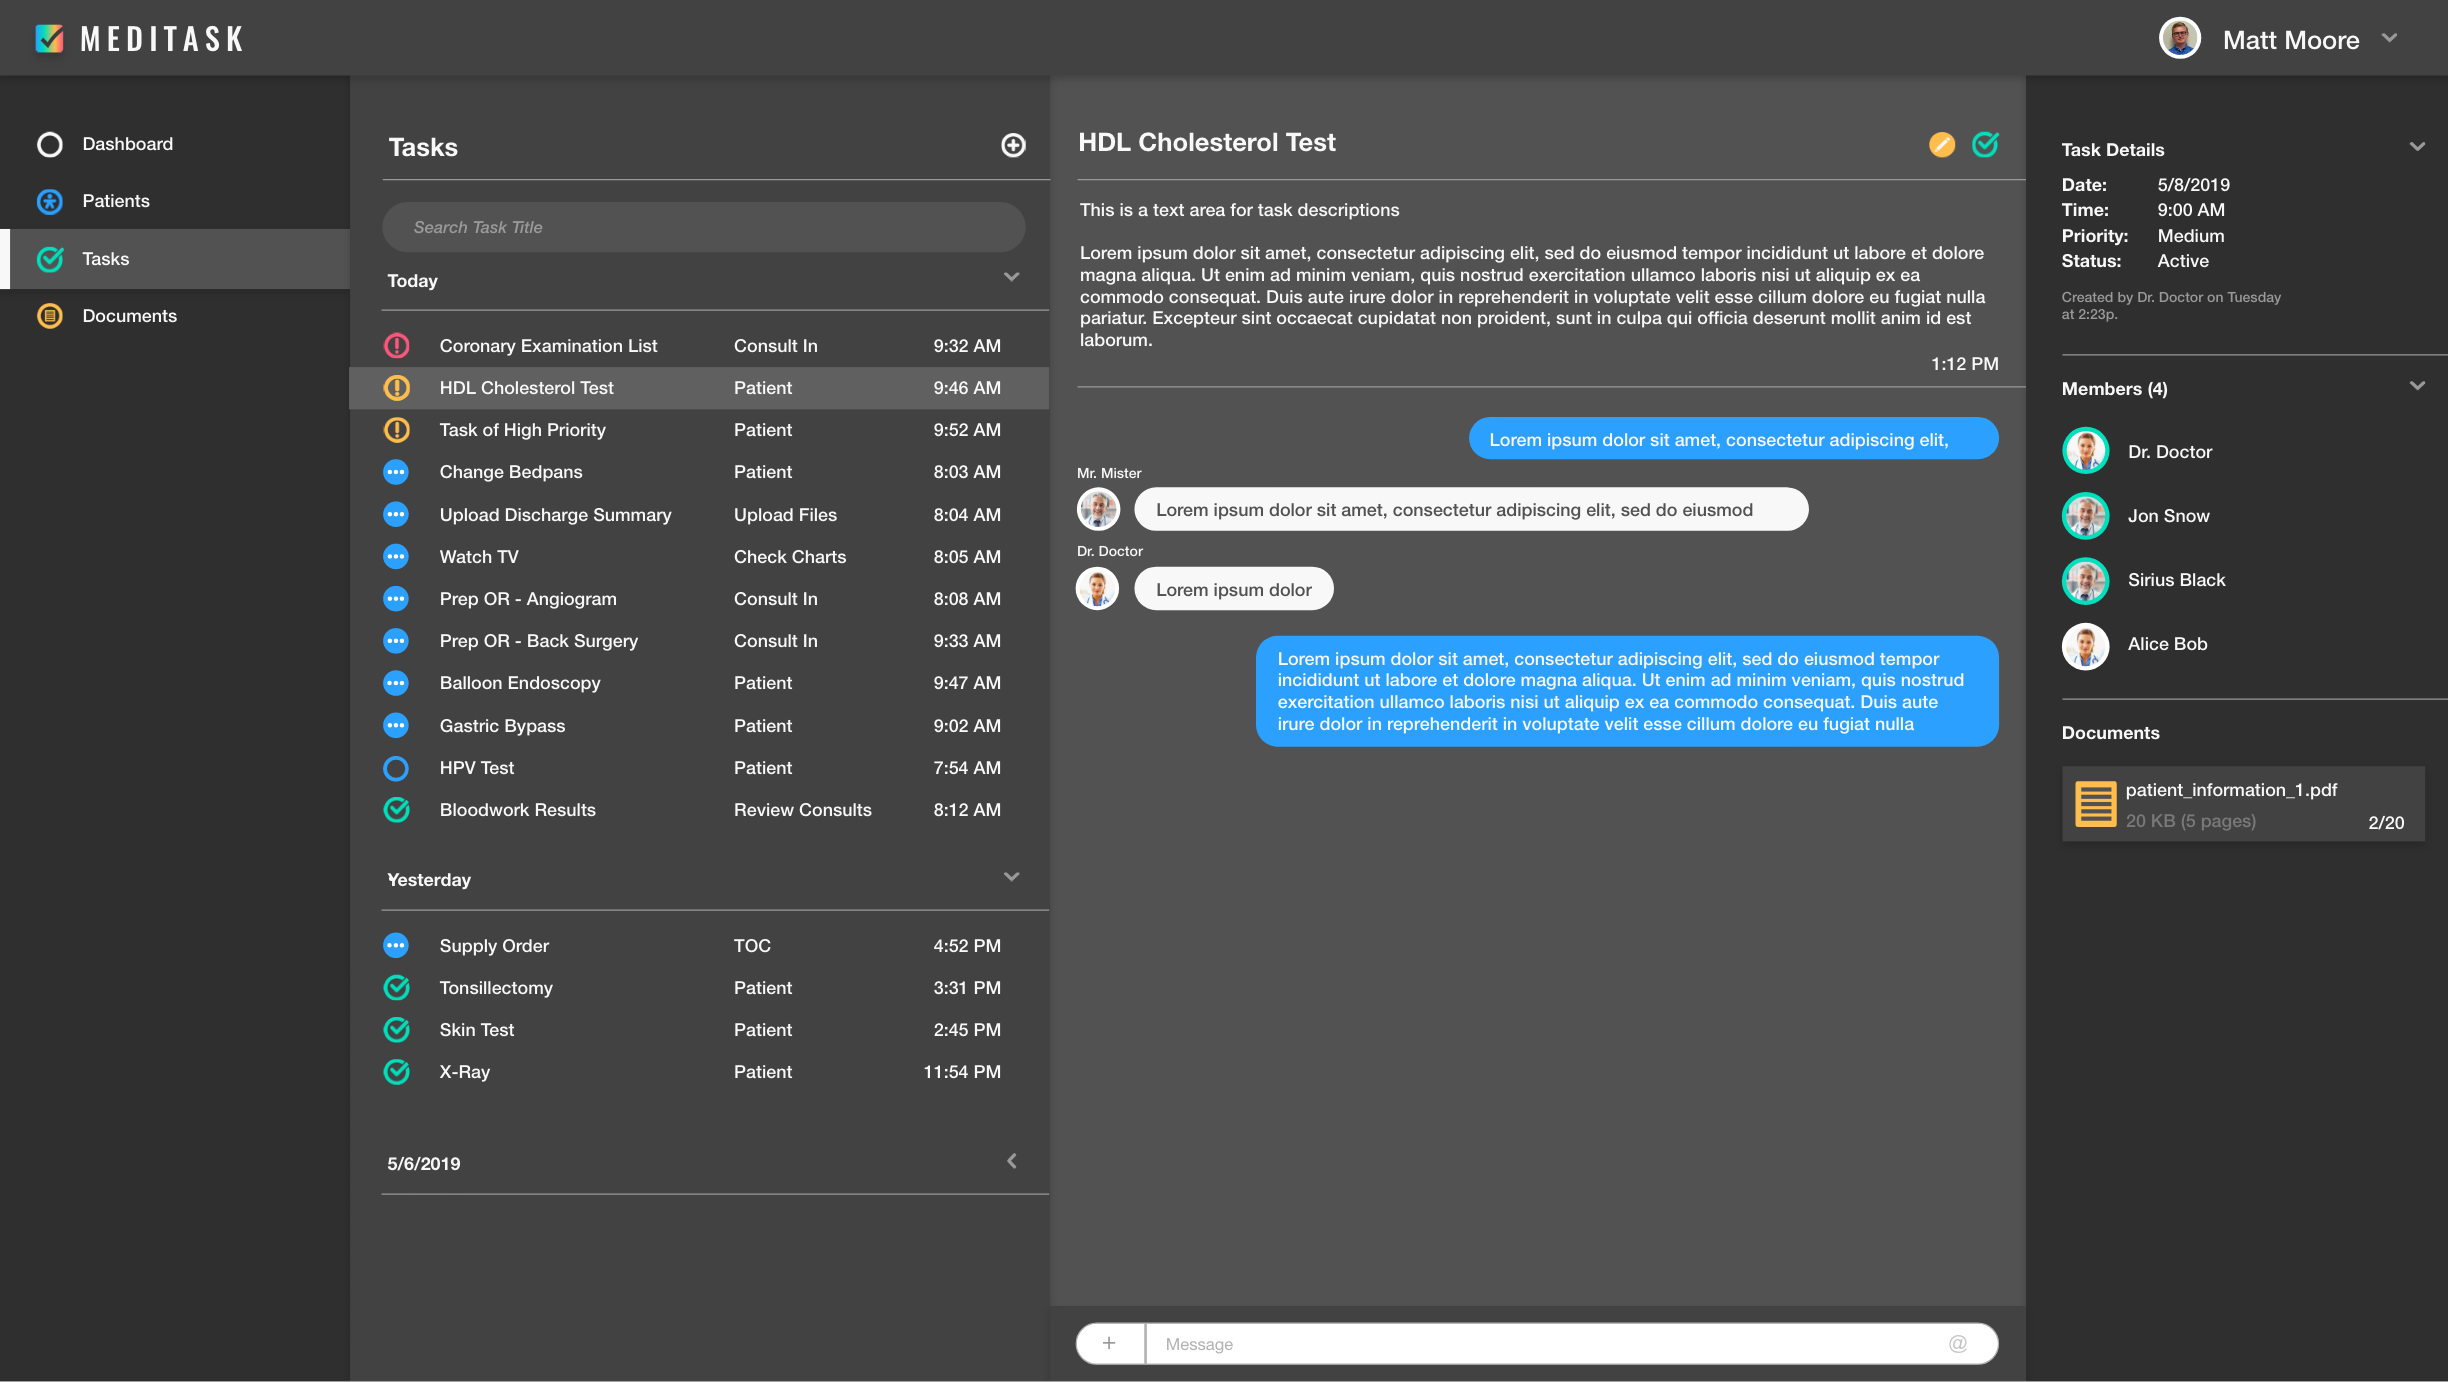 MEDITASK
Matt Moore
Dashboard
Patients
Tasks
Documents
Tasks
Search Task Title
Today
Coronary Examination List Consult In 9:32 AM
HDL Cholesterol Test Patient 9:46 AM
Task of High Priority Patient 9:52 AM
Change Bedpans Patient 8:03 AM
Upload Discharge Summary Upload Files 8:04 AM
Watch TV Check Charts 8:05 AM
Prep OR - Angiogram Consult In 8:08 AM
Prep OR - Back Surgery Consult In 9:33 AM
Balloon Endoscopy Patient 9:47 AM
Gastric Bypass Patient 9:02 AM
HPV Test Patient 7:54 AM
Bloodwork Results Review Consults 8:12 AM
Yesterday
Supply Order TOC 4:52 PM
Tonsillectomy Patient 3:31 PM
Skin Test Patient 2:45 PM
X-Ray Patient 11:54 PM
5/6/2019
HDL Cholesterol Test
This is a text area for task descriptions
Lorem ipsum dolor sit amet, consectetur adipiscing elit, sed do eiusmod tempor incididunt ut labore et dolore
magna aliqua. Ut enim ad minim veniam, quis nostrud exercitation ullamco laboris nisi ut aliquip ex ea
commodo consequat. Duis aute irure dolor in reprehenderit in voluptate velit esse cillum dolore eu fugiat nulla
pariatur. Excepteur sint occaecat cupidatat non proident, sunt in culpa qui officia deserunt mollit anim id est
laborum.
1:12 PM
Lorem ipsum dolor sit amet, consectetur adipiscing elit,
Mr. Mister
Lorem ipsum dolor sit amet, consectetur adipiscing elit, sed do eiusmod
Dr. Doctor
Lorem ipsum dolor
Lorem ipsum dolor sit amet, consectetur adipiscing elit, sed do eiusmod tempor
incididunt ut labore et dolore magna aliqua. Ut enim ad minim veniam, quis nostrud
exercitation ullamco laboris nisi ut aliquip ex ea commodo consequat. Duis aute
irure dolor in reprehenderit in voluptate velit esse cillum dolore eu fugiat nulla
+ Message @
Task Details
Date: 5/8/2019
Time: 9:00 AM
Priority: Medium
Status: Active
Created by Dr. Doctor on Tuesday
at 2:23p.
Members (4)
Dr. Doctor
Jon Snow
Sirius Black
Alice Bob
Documents
patient_information_1.pdf
20 KB (5 pages)
2/20